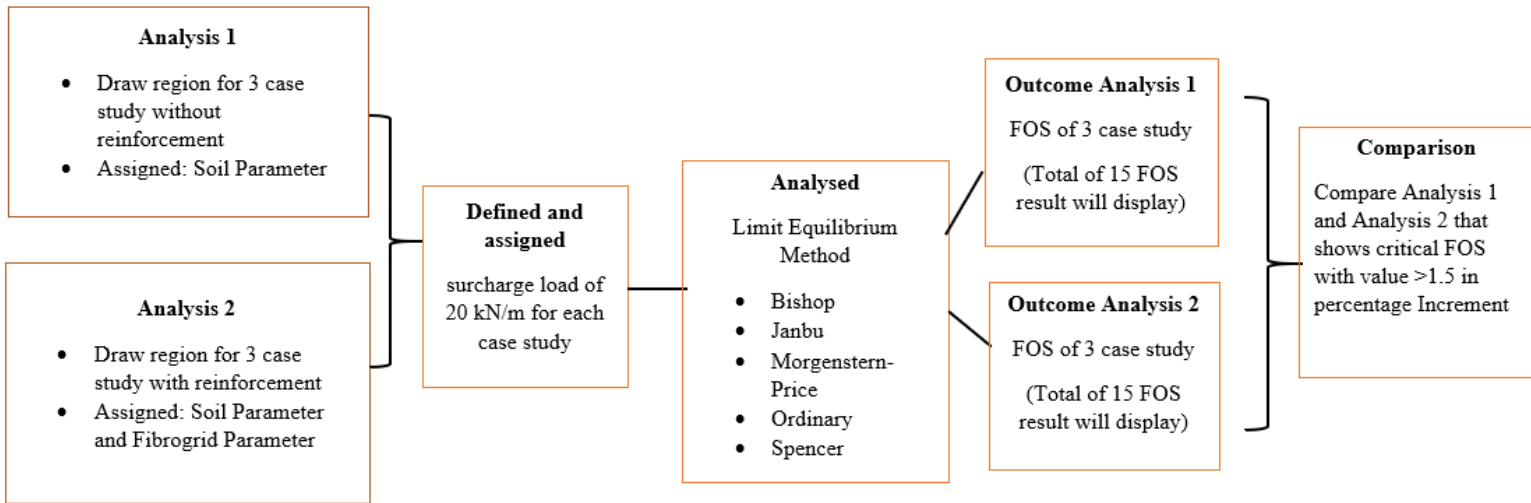 Analysis 1
• Draw region for 3 case
study without
reinforcement
• Assigned: Soil Parameter
Analysis 2
• Draw region for 3 case
study with reinforcement
• Assigned: Soil Parameter
and Fibrogrid Parameter
Defined and
assigned
surcharge load of
20 kN/m for each
case study
Analysed
Limit Equilibrium
Method
• Bishop
• Janbu
• Morgenstern-
Price
• Ordinary
• Spencer
Outcome Analysis 1
FOS of 3 case study
(Total of 15 FOS
result will display)
Outcome Analysis 2
FOS of 3 case study
(Total of 15 FOS
result will display)
Comparison
Compare Analysis 1
and Analysis 2 that
shows critical FOS
with value >1.5 in
percentage Increment